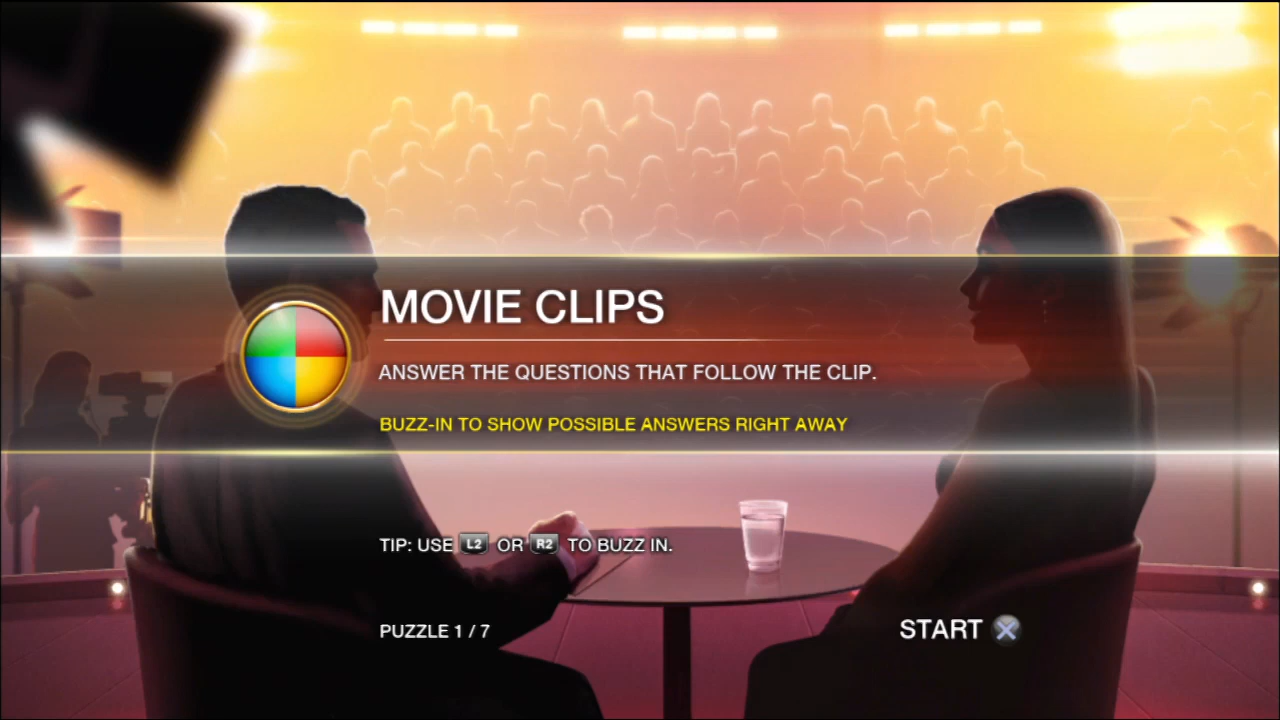 MOVIE CLIPS
ANSWER THE QUESTIONS THAT FOLLOW THE CLIP.
BUZZ-IN TO SHOW POSSIBLE ANSWERS RIGHT AWAY
TIP: USE L2 OR R2 TO BUZZ IN.
PUZZLE 1 / 7
START